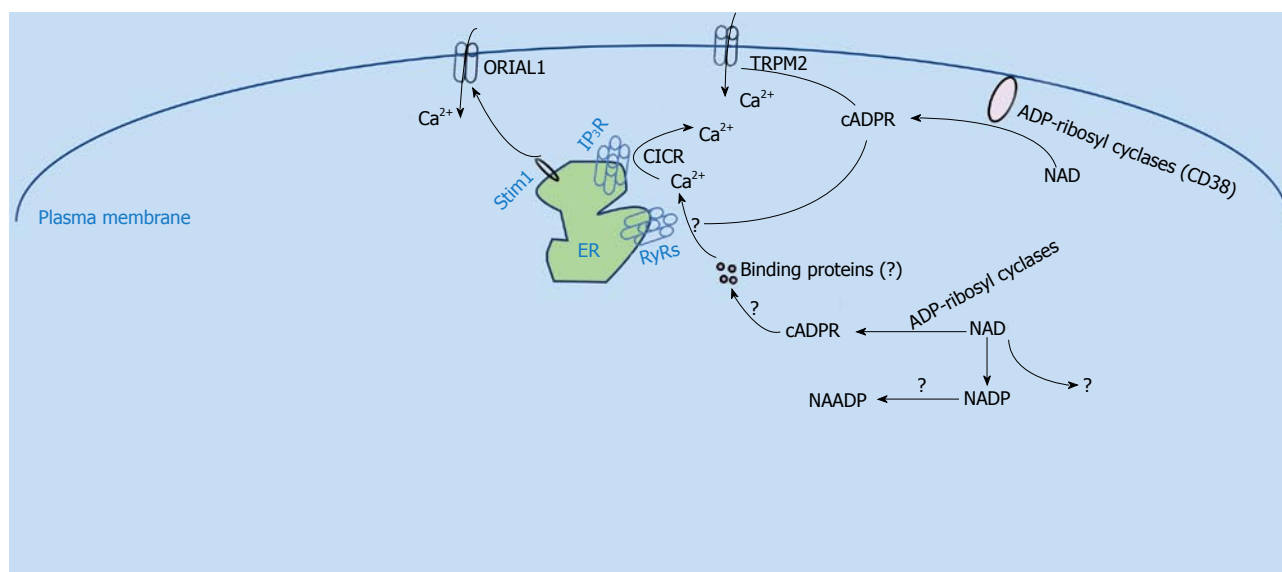 ORIAL1
TRPM2
Ca²⁺
Ca²⁺
Ca²⁺
cADPR
ADP-ribosyl cyclases (CD38)
IP₃R
CICR
Ca²⁺
NAD
Stim1
Plasma membrane
ER
RyRs
?
Binding proteins (?)
ADP-ribosyl cyclases
?
cADPR
NAD
?
NAADP
?
NADP